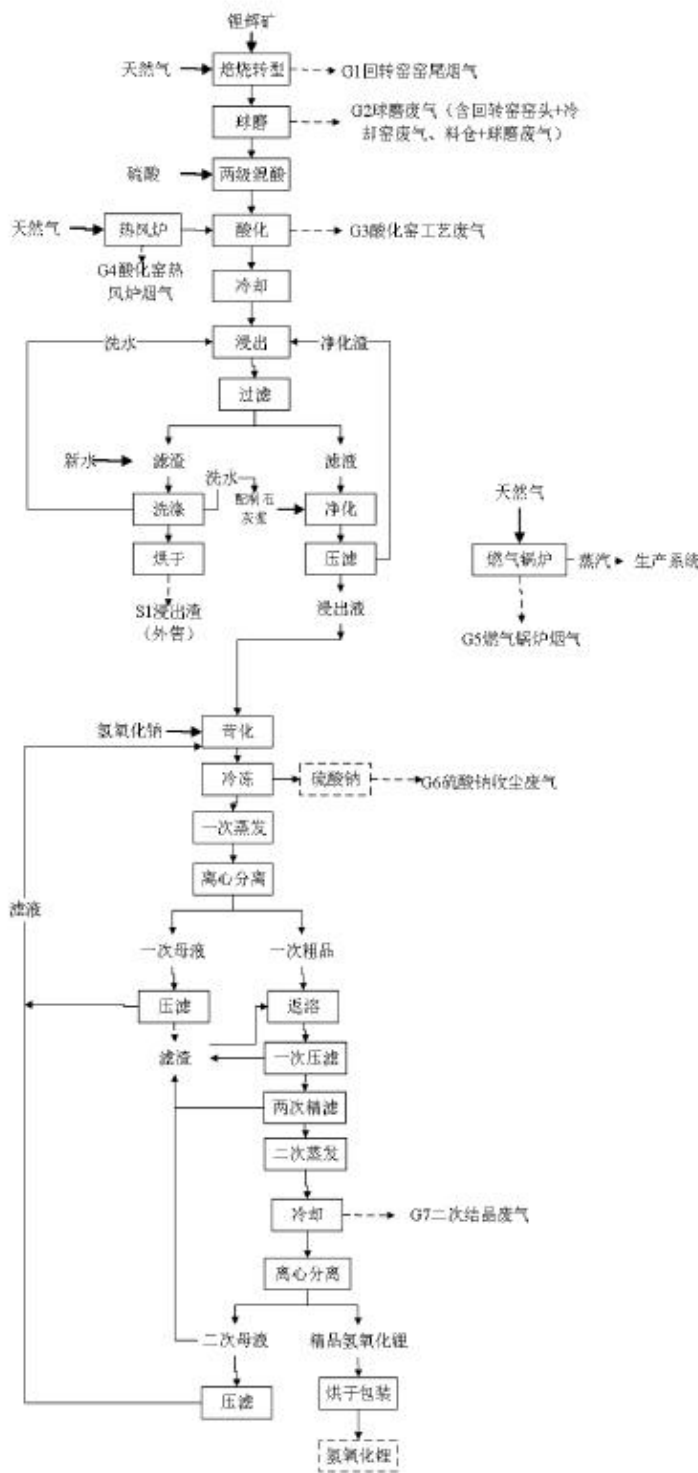 锂辉矿
天然气
焙烧转型
G1回转窑窑尾烟气
球磨
G2球磨废气（含回转窑窑头+冷
却窑废气、料仓+球磨废气）
硫酸
两级混酸
天然气
热风炉
酸化
G3酸化窑工艺废气
G4酸化窑热
风炉烟气
冷却
洗水
浸出
净化渣
过滤
新水
滤渣
洗水
滤液
洗涤
配制石
灰浆
净化
烘干
压滤
S1浸出渣
（外售）
浸出液
天然气
燃气锅炉
蒸汽
生产系统
G5燃气锅炉烟气
氢氧化钠
苛化
冷冻
硫酸钠
G6硫酸钠收尘废气
一次蒸发
离心分离
滤液
一次母液
一次粗品
压滤
返溶
滤渣
一次压滤
两次精滤
二次蒸发
冷却
G7二次结晶废气
离心分离
二次母液
精品氢氧化锂
压滤
烘干包装
氢氧化锂